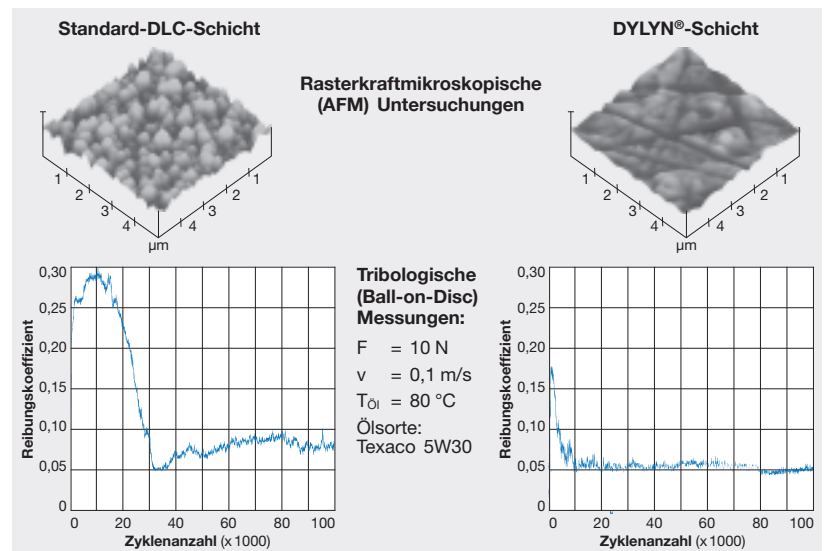 Standard-DLC-Schicht
DYLYN®-Schicht
Rasterkraftmikroskopische
(AFM) Untersuchungen
1
2
3
4
4
3
2
1
µm
1
2
3
4
4
3
2
1
µm
Reibungskoeffizient
0,30
0,25
0,20
0,15
0,10
0,05
0
0 20 40 60 80 100
Zyklenanzahl (x 1000)
Tribologische
(Ball-on-Disc)
Messungen:
F = 10 N
v = 0,1 m/s
TÖl = 80 °C
Ölsorte:
Texaco 5W30
Reibungskoeffizient
0,30
0,25
0,20
0,15
0,10
0,05
0
0 20 40 60 80 100
Zyklenanzahl (x 1000)